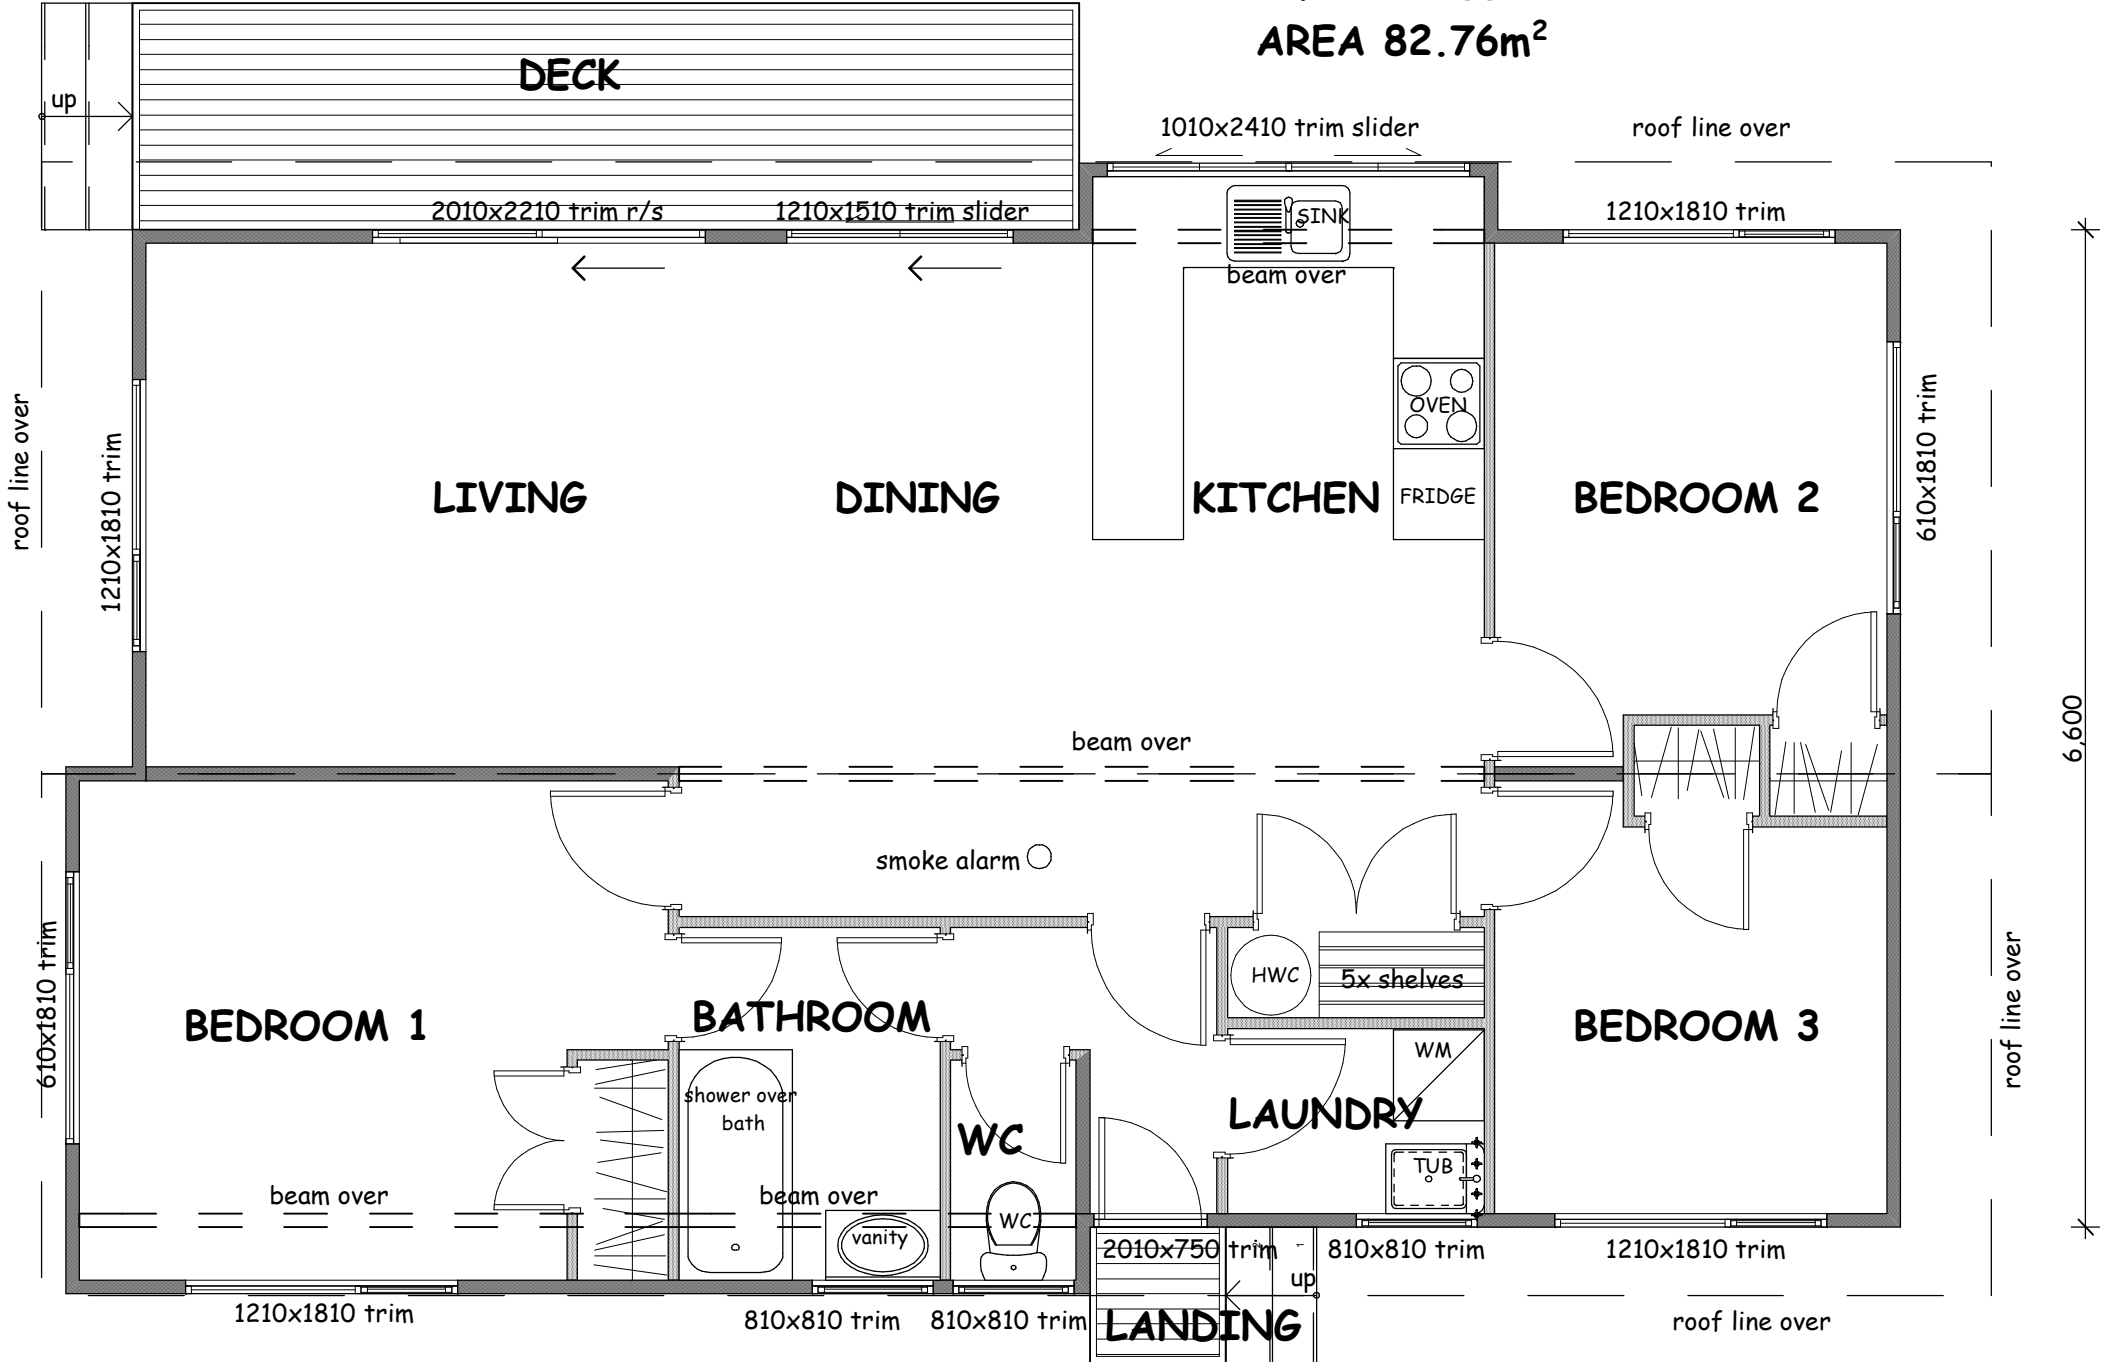 AREA 82.76m²
DECK
up
1010x2410 trim slider
roof line over
2010x2210 trim r/s
1210x1510 trim slider
SINK
1210x1810 trim
beam over
OVEN
610x1810 trim
roof line over
1210x1810 trim
LIVING
DINING
KITCHEN
FRIDGE
BEDROOM 2
6,600
beam over
smoke alarm
HWC
5x shelves
610x1810 trim
BEDROOM 1
BATHROOM
BEDROOM 3
roof line over
WM
shower over
bath
LAUNDRY
WC
TUB
beam over
beam over
WC
vanity
2010x750 trim
810x810 trim
1210x1810 trim
1
up
1210x1810 trim
810x810 trim
810x810 trim
LANDING
roof line over